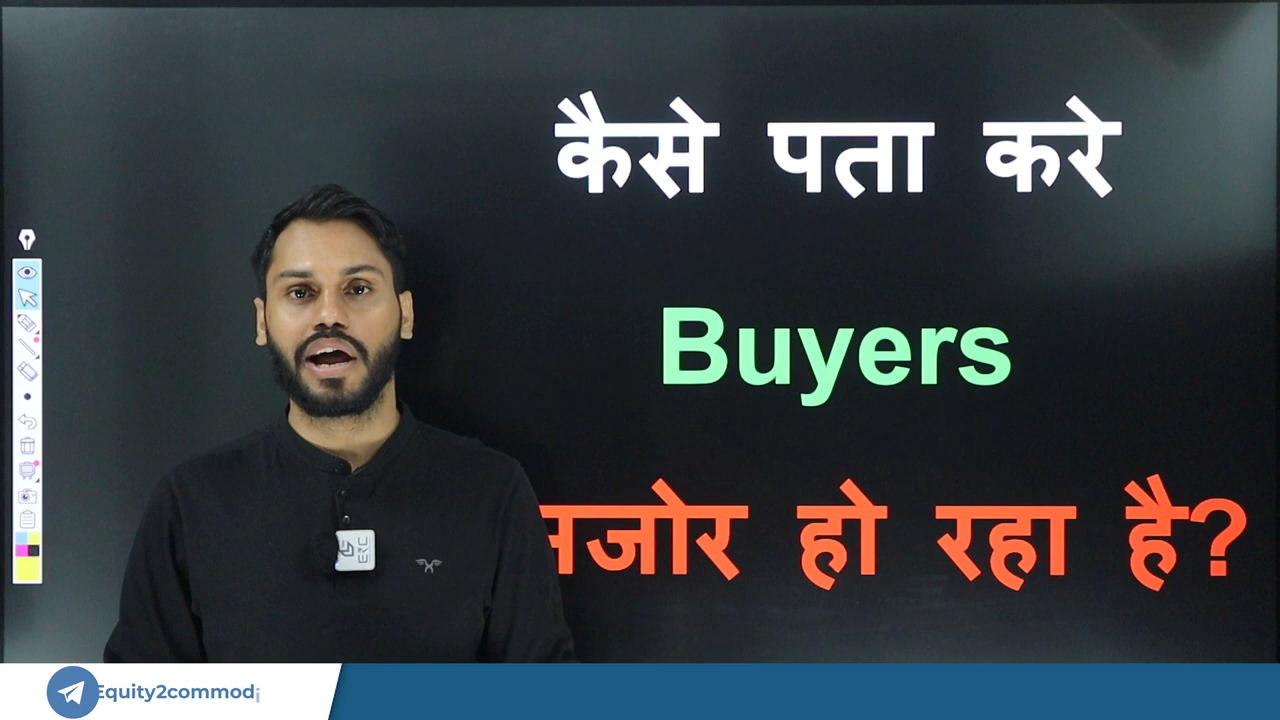 कैसे पता करे
Buyers
हो रहा है?
Equity2commod